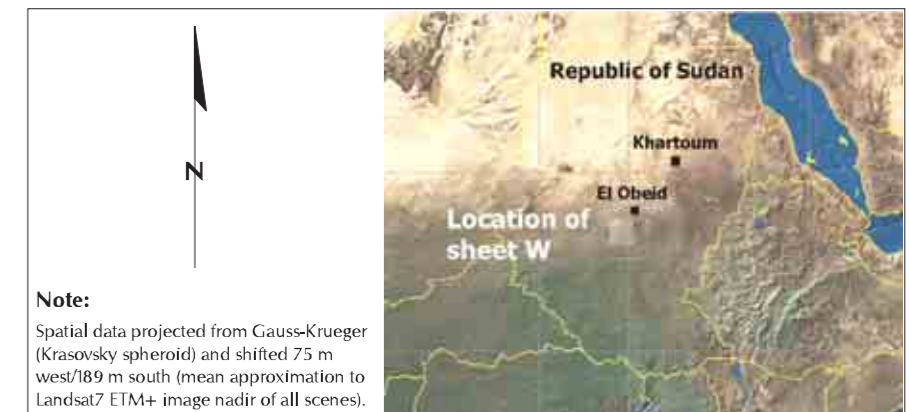 N
Note:
Spatial data projected from Gauss-Krueger
(Krasovsky spheroid) and shifted 75 m
west/189 m south (mean approximation to
Landsat7 ETM+ image nadir of all scenes).
Republic of Sudan
Khartoum
El Obeid
Location of
sheet W